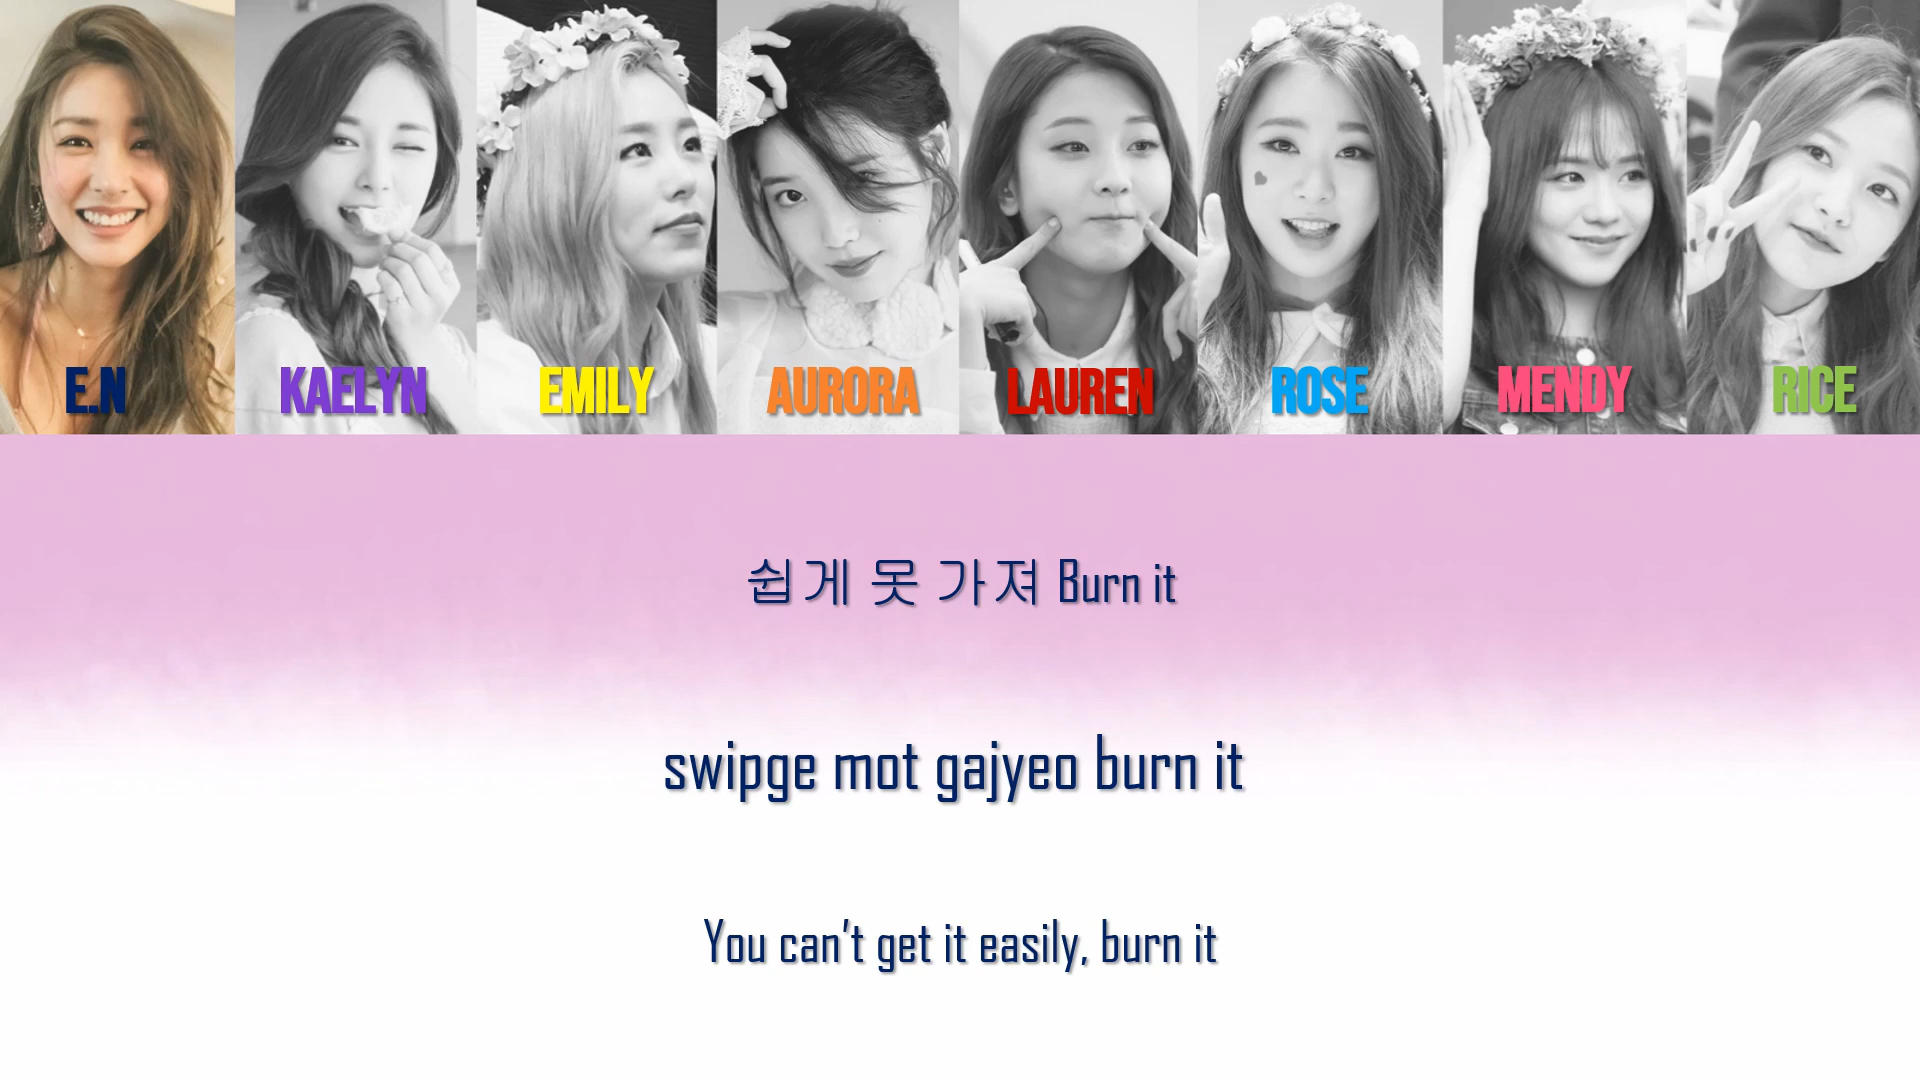 E.N
KAELYN
EMILY
AURORA
LAUREN
ROSE
MENDY
RICE
쉽게 못 가져 Burn it
swipge mot gajyeo burn it
You can't get it easily, burn it